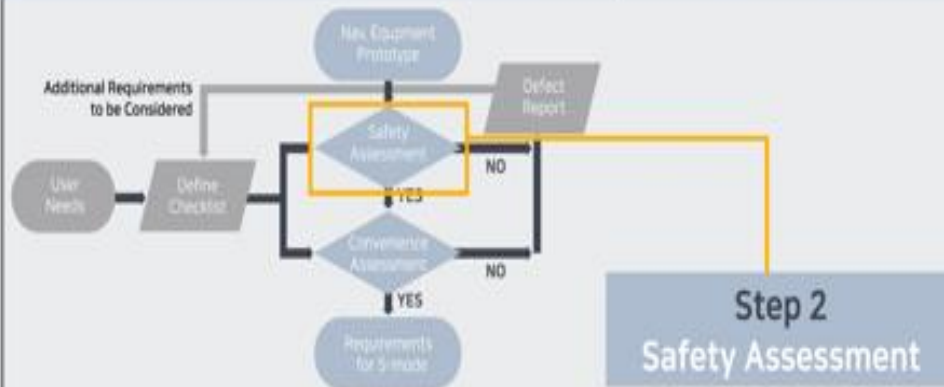 Nav. Equipment
Prototype
Additional Requirements
to be Considered
Defect
Report
Safety
Assessment
NO
YES
User
Needs
Define
Checklist
Convenience
Assessment
NO
YES
Requirements
for S-mode
Step 2
Safety Assessment